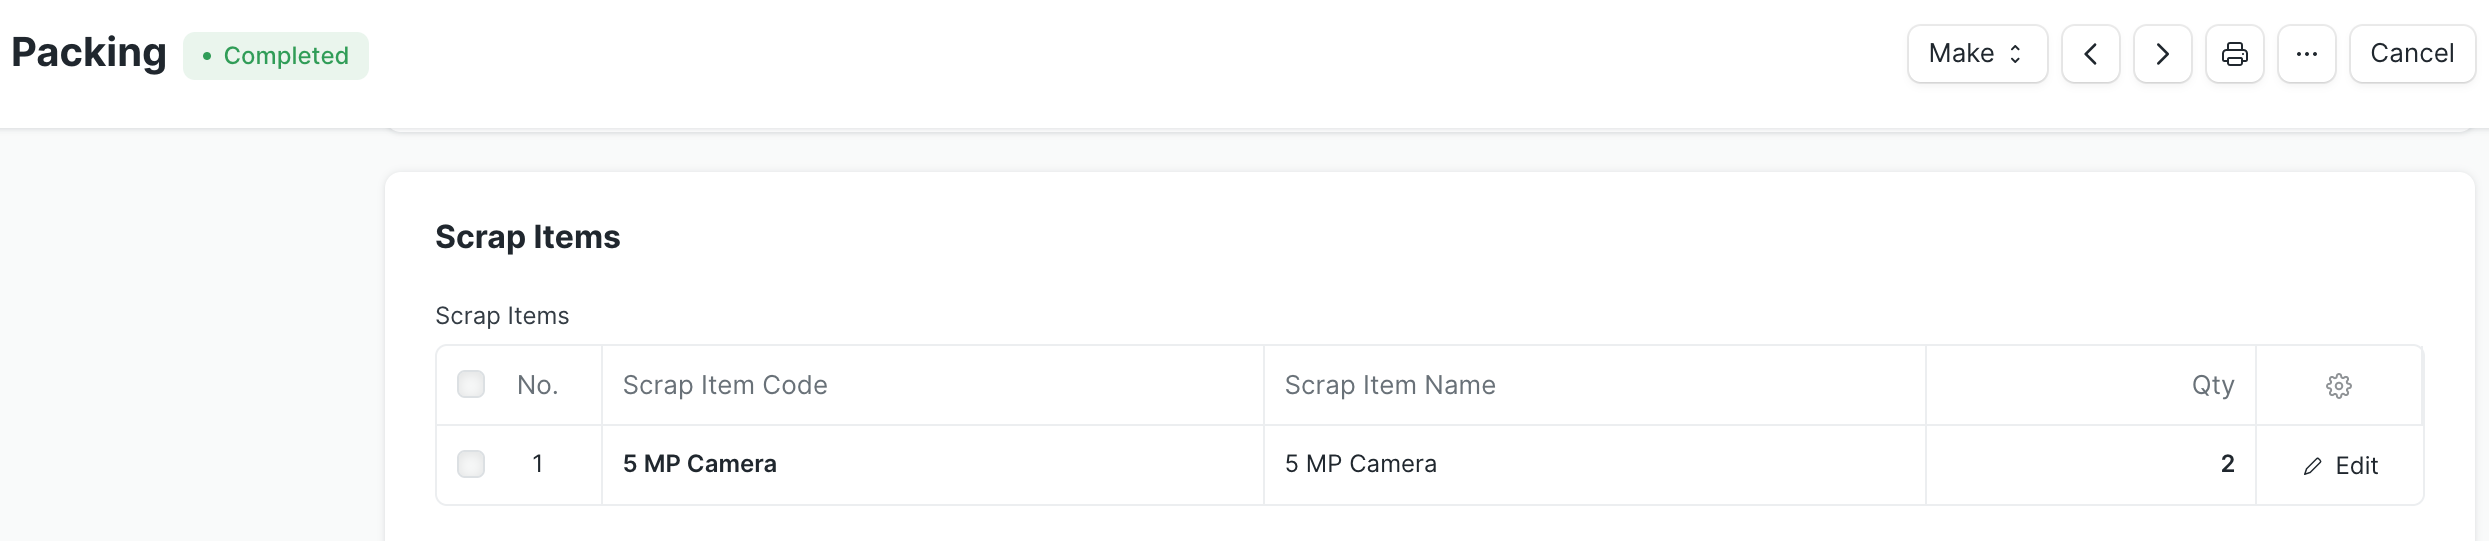 Packing
Completed
Make
Cancel
Scrap Items
Scrap Items
No. Scrap Item Code Scrap Item Name Qty
1 5 MP Camera 5 MP Camera 2 Edit